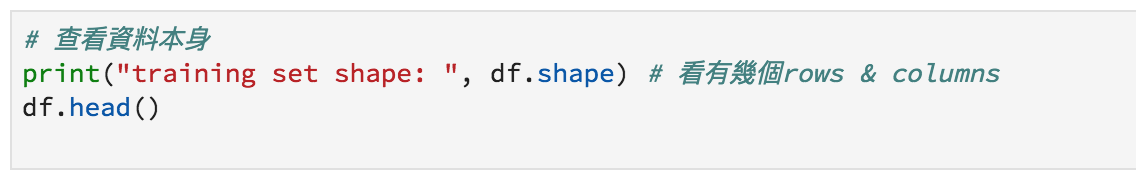 # 查看資料本身
print("training set shape: ", df.shape) # 看有幾個rows & columns
df.head()